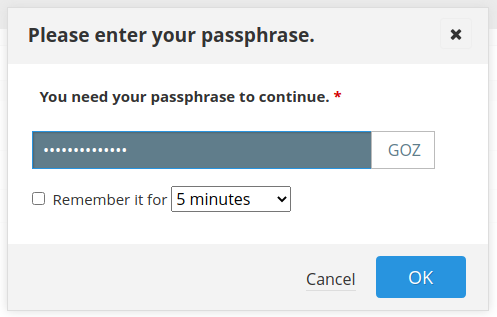 Please enter your passphrase.
You need your passphrase to continue. *
••••••••••••••
GOZ
Remember it for 5 minutes
Cancel
OK